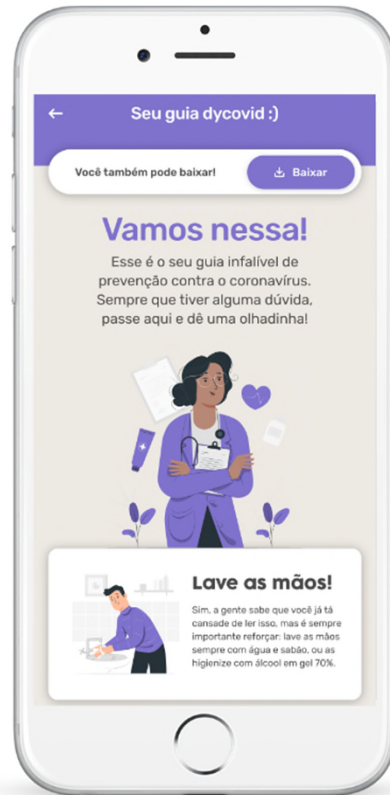 Seu guia dycovid :)
Você também pode baixar!
Baixar
Vamos nessa!
Esse é o seu guia infalível de
prevenção contra o coronavírus.
Sempre que tiver alguma dúvida,
passe aqui e dê uma olhadinha!
Lave as mãos!
Sim, a gente sabe que você já tá
cansade de ler isso, mas é sempre
importante reforçar: lave as mãos
sempre com água e sabão, ou as
higienize com álcool em gel 70%.